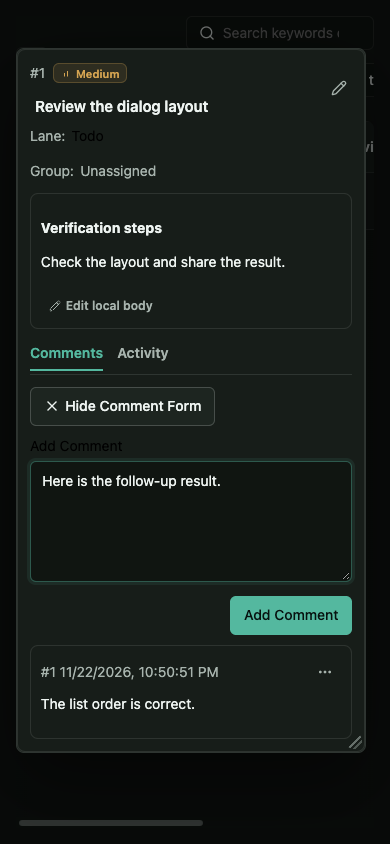 Search keywords
#1 Medium
t
Review the dialog layout
Lane: Todo
vi
Group: Unassigned
Verification steps
Check the layout and share the result.
Edit local body
Comments Activity
Hide Comment Form
Add Comment
Here is the follow-up result.
Add Comment
#1 11/22/2026, 10:50:51 PM
The list order is correct.